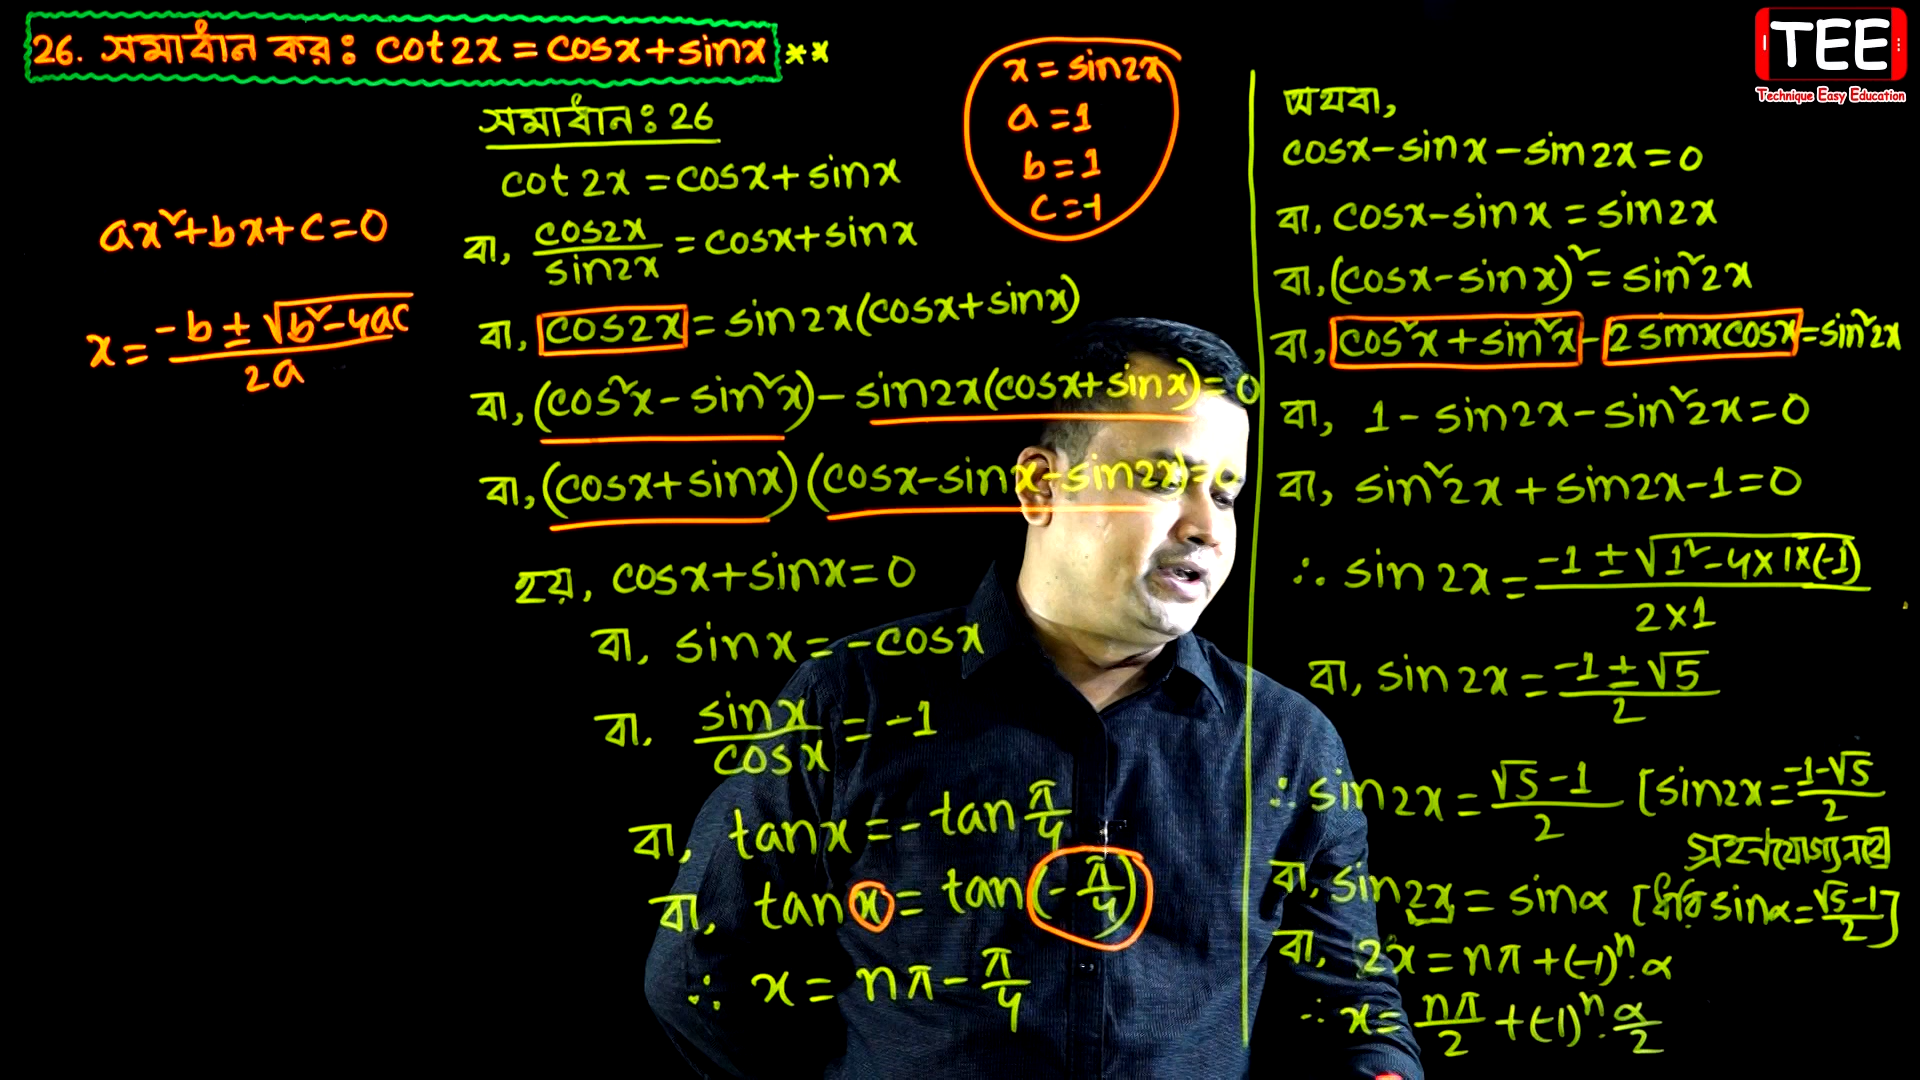 26. সমাধান কর: cot2x = cosx + sinx **
TEE
Technique Easy Education
ax² + bx + c = 0
x = (-b ± √(b² - 4ac)) / 2a
x = sin2x
a = 1
b = 1
c = -1
সমাধান: 26
cot2x = cosx + sinx
বা, cos2x / sin2x = cosx + sinx
বা, cos2x = sin2x(cosx + sinx)
বা, (cos²x - sin²x) - sin2x(cosx + sinx) = 0
বা, (cosx + sinx)(cosx - sinx - sin2x) = 0
হয়, cosx + sinx = 0
বা, sinx = -cosx
বা. sinx / cosx = -1
বা, tanx = -tan π/4
বা, tanx = tan(-π/4)
∴ x = nπ - π/4
অথবা,
cosx - sinx - sin2x = 0
বা, cosx - sinx = sin2x
বা, (cosx - sinx)² = sin²2x
বা, cos²x + sin²x - 2sinxcosx = sin²2x
বা, 1 - sin2x - sin²2x = 0
বা, sin²2x + sin2x - 1 = 0
∴ sin2x = (-1 ± √(1² - 4×1×(-1))) / 2×1
বা, sin2x = (-1 ± √5) / 2
∴ sin2x = (√5 - 1) / 2 [sin2x = (-1 - √5) / 2
গ্রহনযোগ্য নহে]
বা, sin2x = sinα [ধরি sinα = (√5 - 1) / 2]
বা, 2x = nπ + (-1)ⁿ.α
∴ x = nπ/2 + (-1)ⁿ.α/2